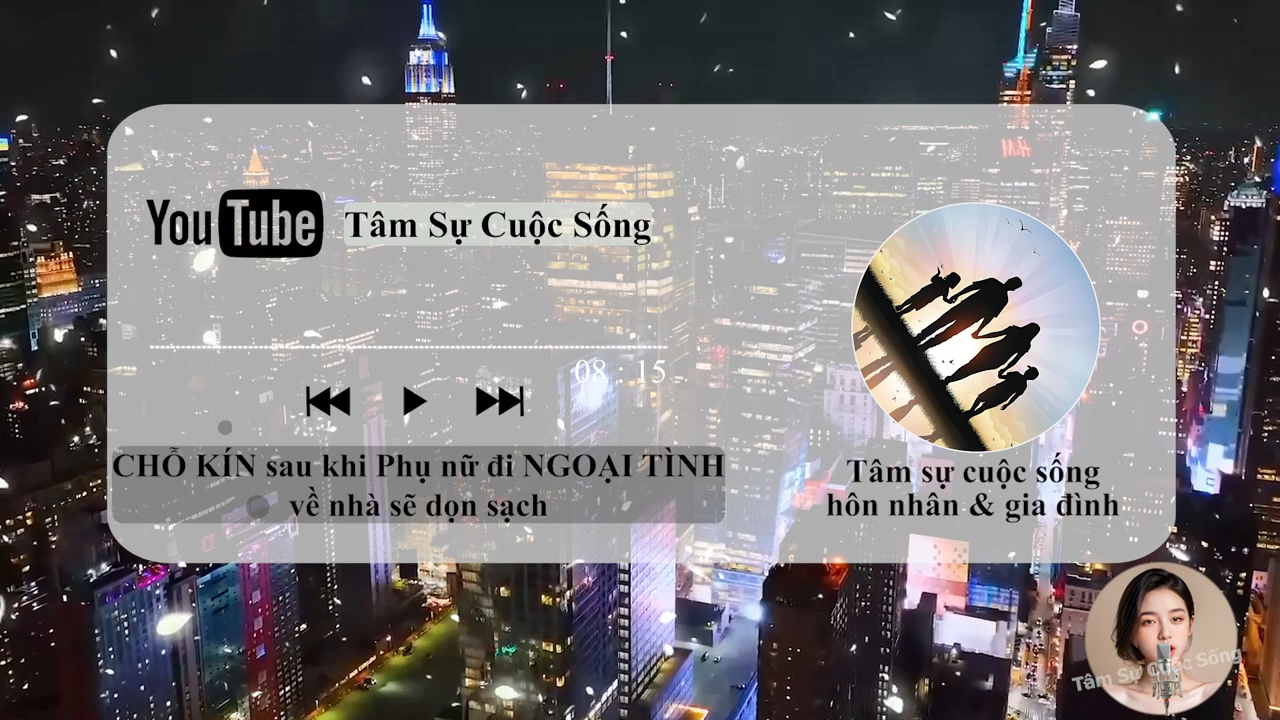 YouTube Tâm Sự Cuộc Sống
08 : 15
CHỖ KÍN sau khi Phụ nữ đi NGOẠI TÌNH
về nhà sẽ dọn sạch
Tâm sự cuộc sống
hôn nhân & gia đình
H&M
Tâm Sự Cuộc Sống